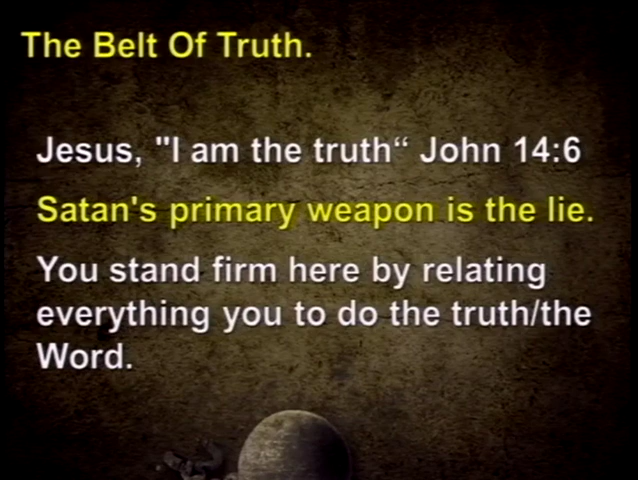 The Belt Of Truth.
Jesus, "I am the truth“ John 14:6
Satan's primary weapon is the lie.
You stand firm here by relating
everything you to do the truth/the
Word.